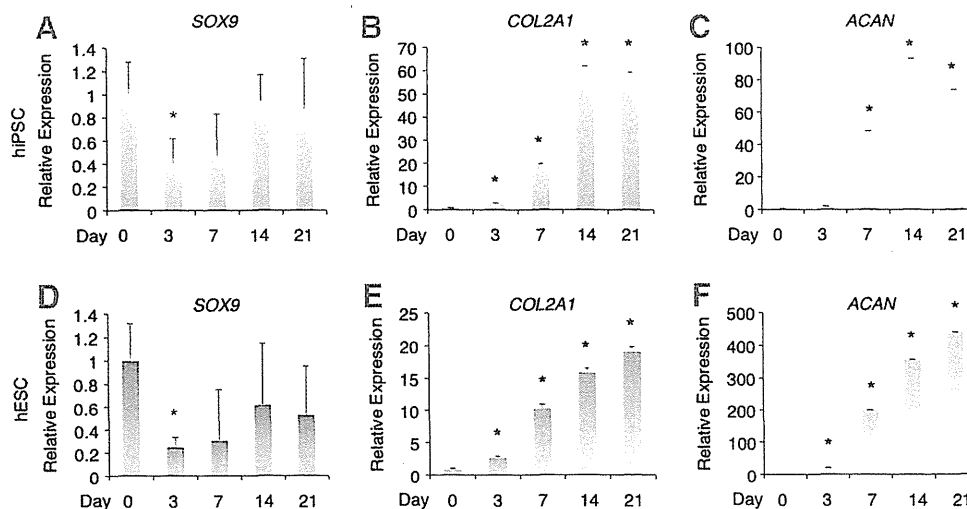 A
SOX9
hiPSC
Relative Expression
1.4
1.2
1
0.8
0.6
0.4
0.2
0
*
Day 0 3 7 14 21
B
COL2A1
Relative Expression
70
60
50
40
30
20
10
0
* * * *
0 3 7 14 21
C
ACAN
Relative Expression
100
80
60
40
20
0
* * *
0 3 7 14 21
D
SOX9
hESC
Relative Expression
1.4
1.2
1
0.8
0.6
0.4
0.2
0
*
Day 0 3 7 14 21
E
COL2A1
Relative Expression
25
20
15
10
5
0
* * * *
0 3 7 14 21
F
ACAN
Relative Expression
500
400
300
200
100
0
* * * *
Day 0 3 7 14 21